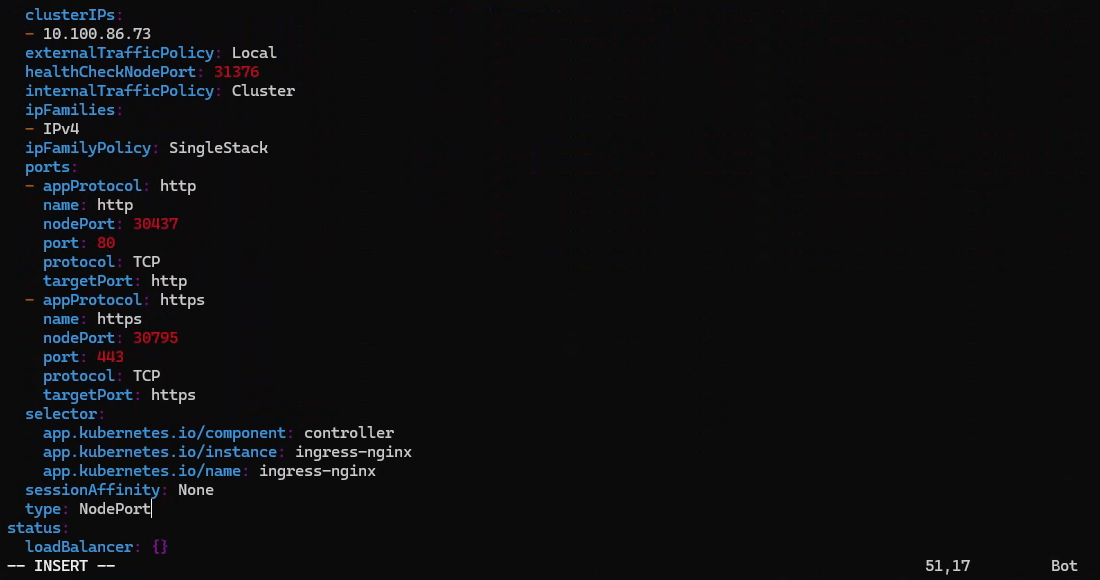 clusterIPs:
  - 10.100.86.73
  externalTrafficPolicy: Local
  healthCheckNodePort: 31376
  internalTrafficPolicy: Cluster
  ipFamilies:
  - IPv4
  ipFamilyPolicy: SingleStack
  ports:
  - appProtocol: http
    name: http
    nodePort: 30437
    port: 80
    protocol: TCP
    targetPort: http
  - appProtocol: https
    name: https
    nodePort: 30795
    port: 443
    protocol: TCP
    targetPort: https
  selector:
    app.kubernetes.io/component: controller
    app.kubernetes.io/instance: ingress-nginx
    app.kubernetes.io/name: ingress-nginx
  sessionAffinity: None
  type: NodePort
status:
  loadBalancer: {}
-- INSERT -- 51,17 Bot